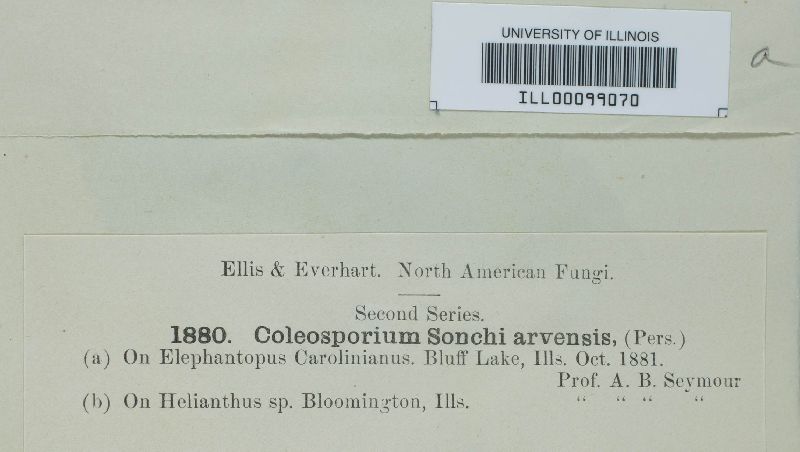 UNIVERSITY OF ILLINOIS
ILL00099070
a
Ellis & Everhart. North American Fungi.
Second Series.
1880. Coleosporium Sonchi arvensis, (Pers.)
(a) On Elephantopus Carolinianus. Bluff Lake, Ills. Oct. 1881.
Prof. A. B. Seymour
(b) On Helianthus sp. Bloomington, Ills. “ “ “ “